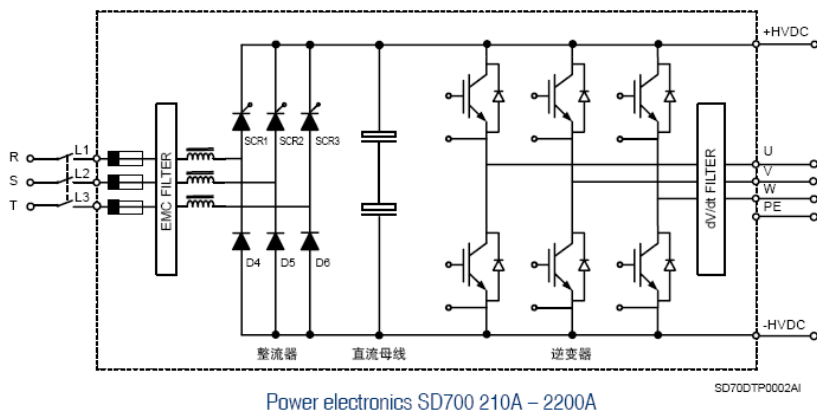 +HVDC
SCR1 SCR2 SCR3
R L1
S L2
T L3
EMC FILTER
U
V
W
PE
dV/dt FILTER
D4 D5 D6
-HVDC
整流器 直流母线 逆变器
SD70DTP0002AI
Power electronics SD700 210A – 2200A